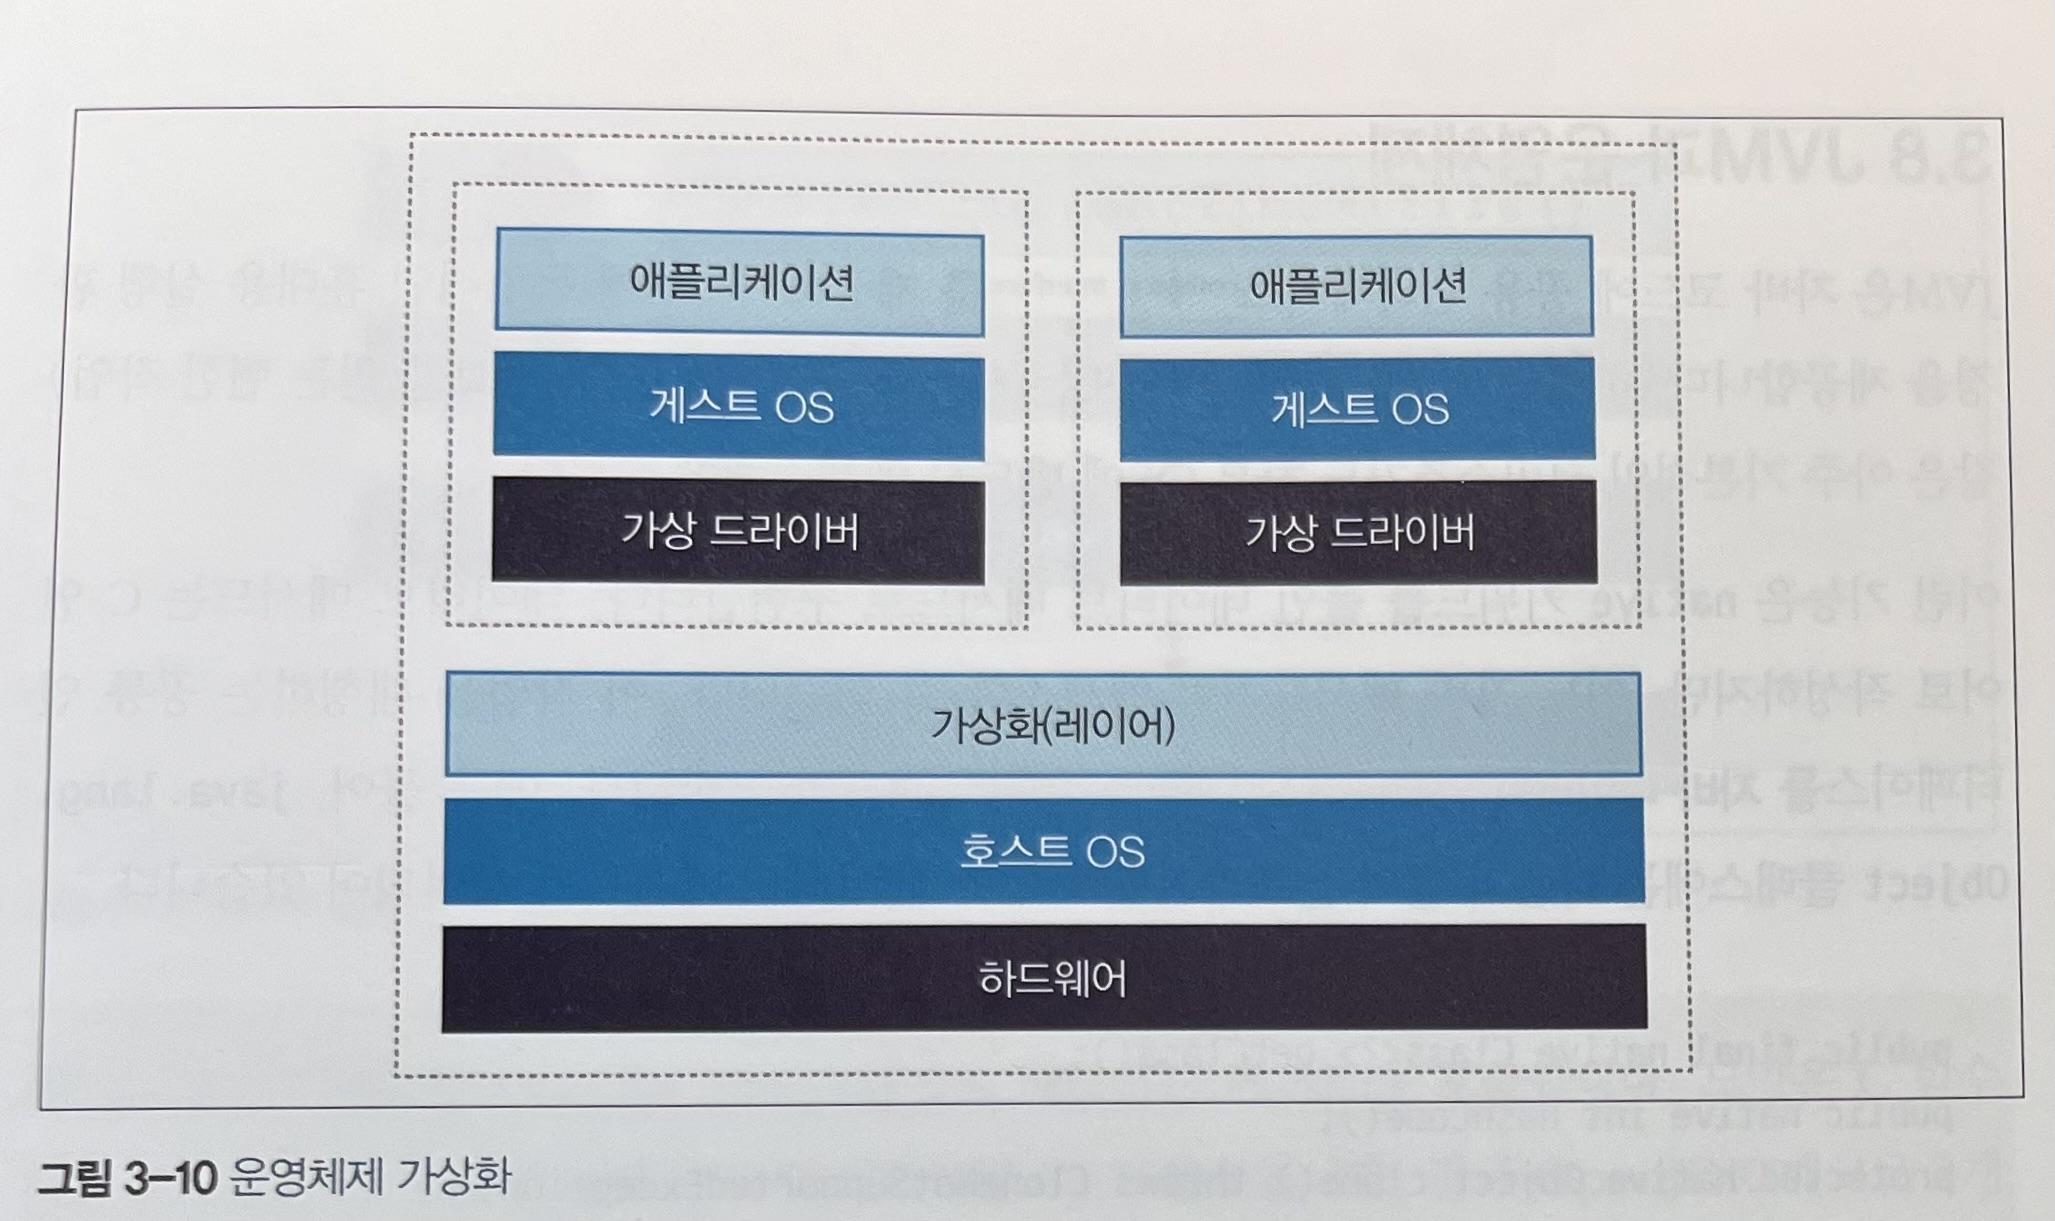 애플리케이션
게스트 OS
가상 드라이버
애플리케이션
게스트 OS
가상 드라이버
가상화(레이어)
호스트 OS
하드웨어
그림 3-10 운영체제 가상화